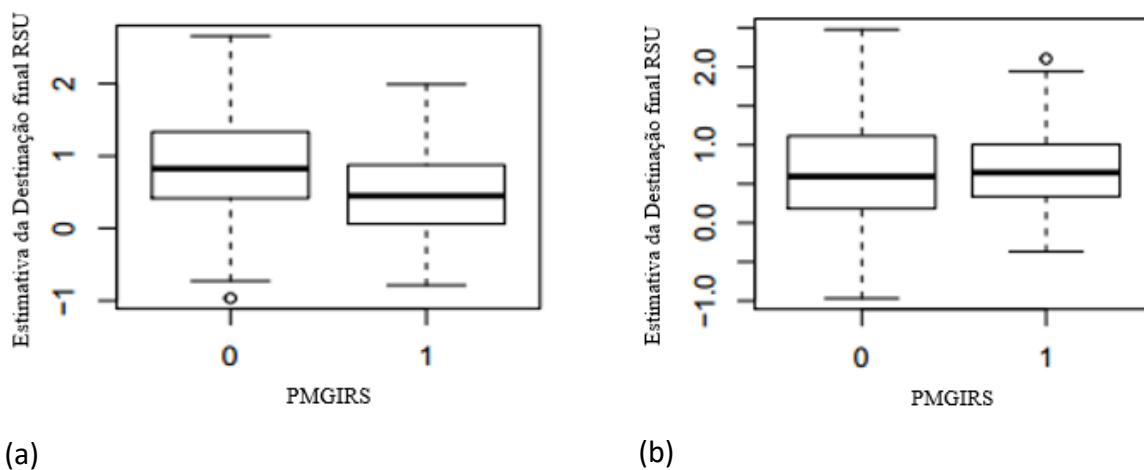 Estimativa da Destinação final RSU
2
1
0
−1
0
1
PMGIRS
(a)
Estimativa da Destinação final RSU
2.0
1.0
0.0
−1.0
0
1
PMGIRS
(b)